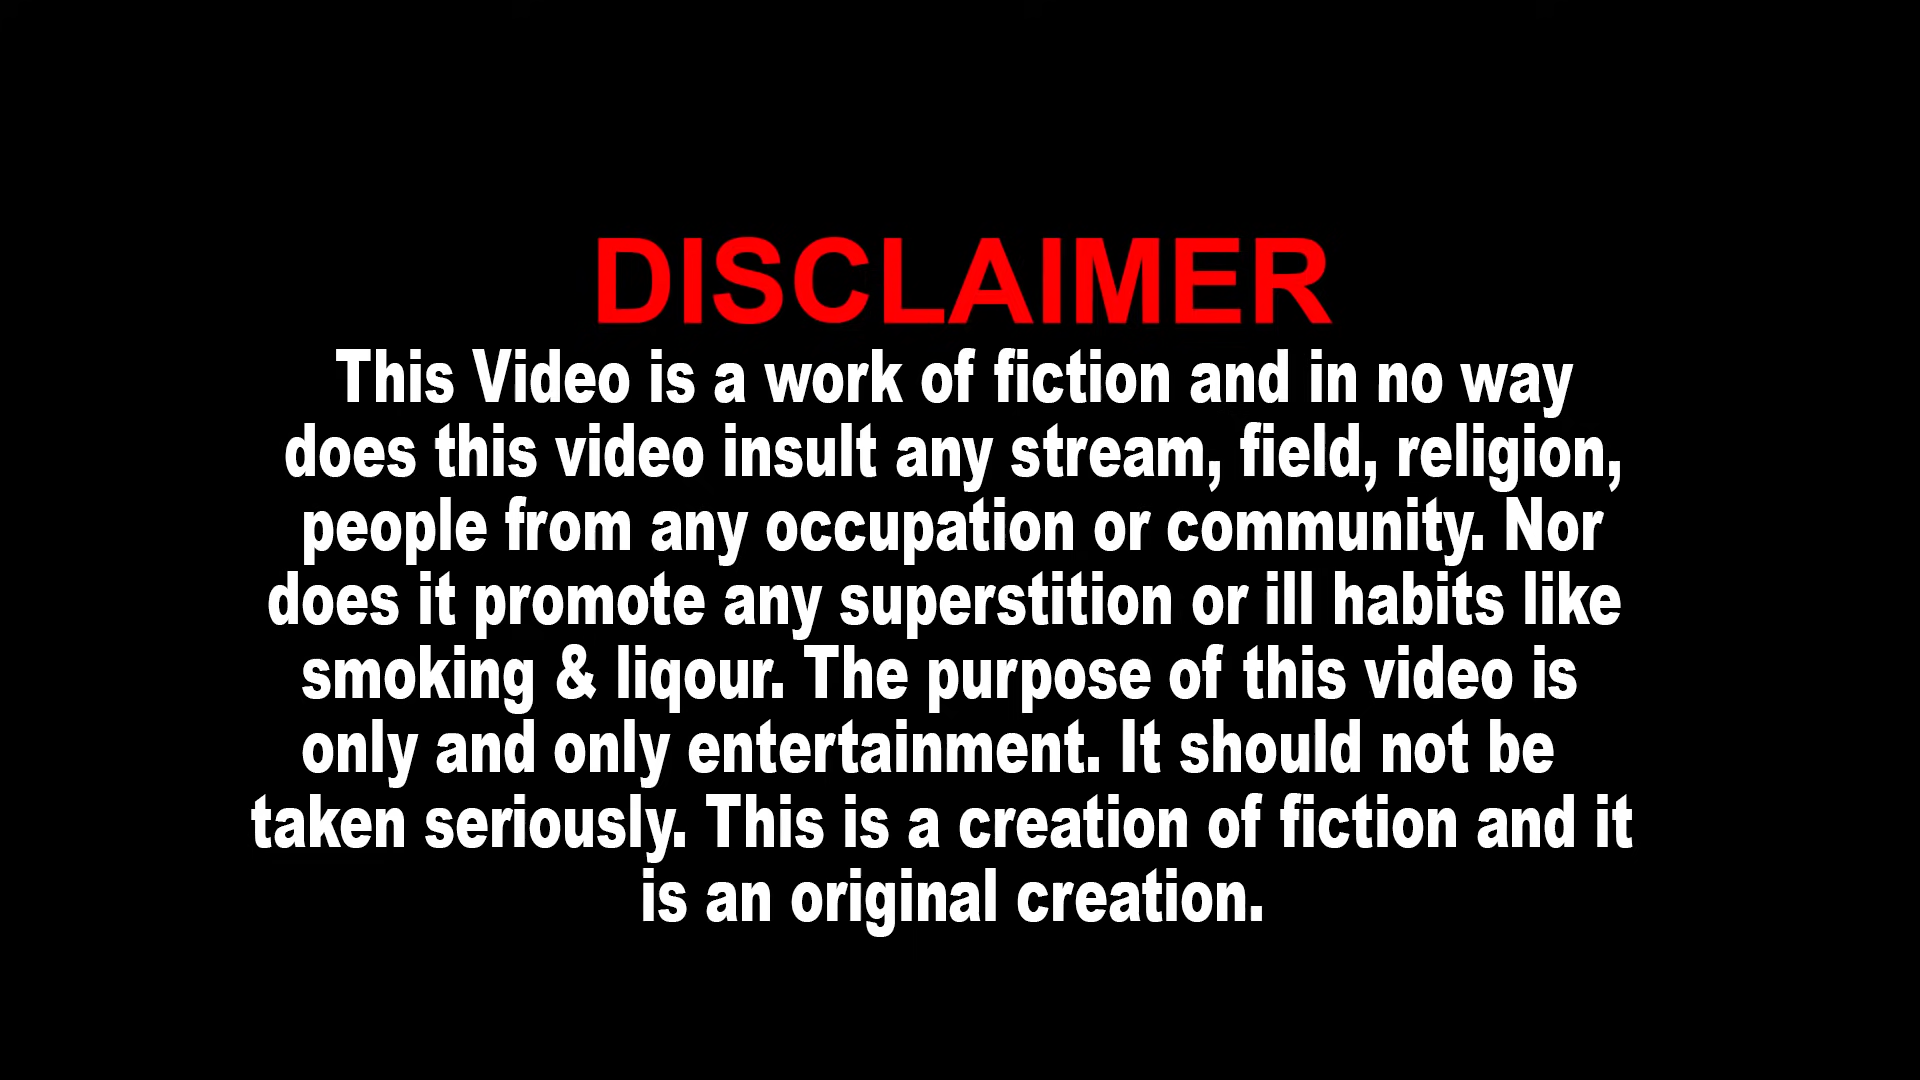 DISCLAIMER
This Video is a work of fiction and in no way
does this video insult any stream, field, religion,
people from any occupation or community. Nor
does it promote any superstition or ill habits like
smoking & liqour. The purpose of this video is
only and only entertainment. It should not be
taken seriously. This is a creation of fiction and it
is an original creation.